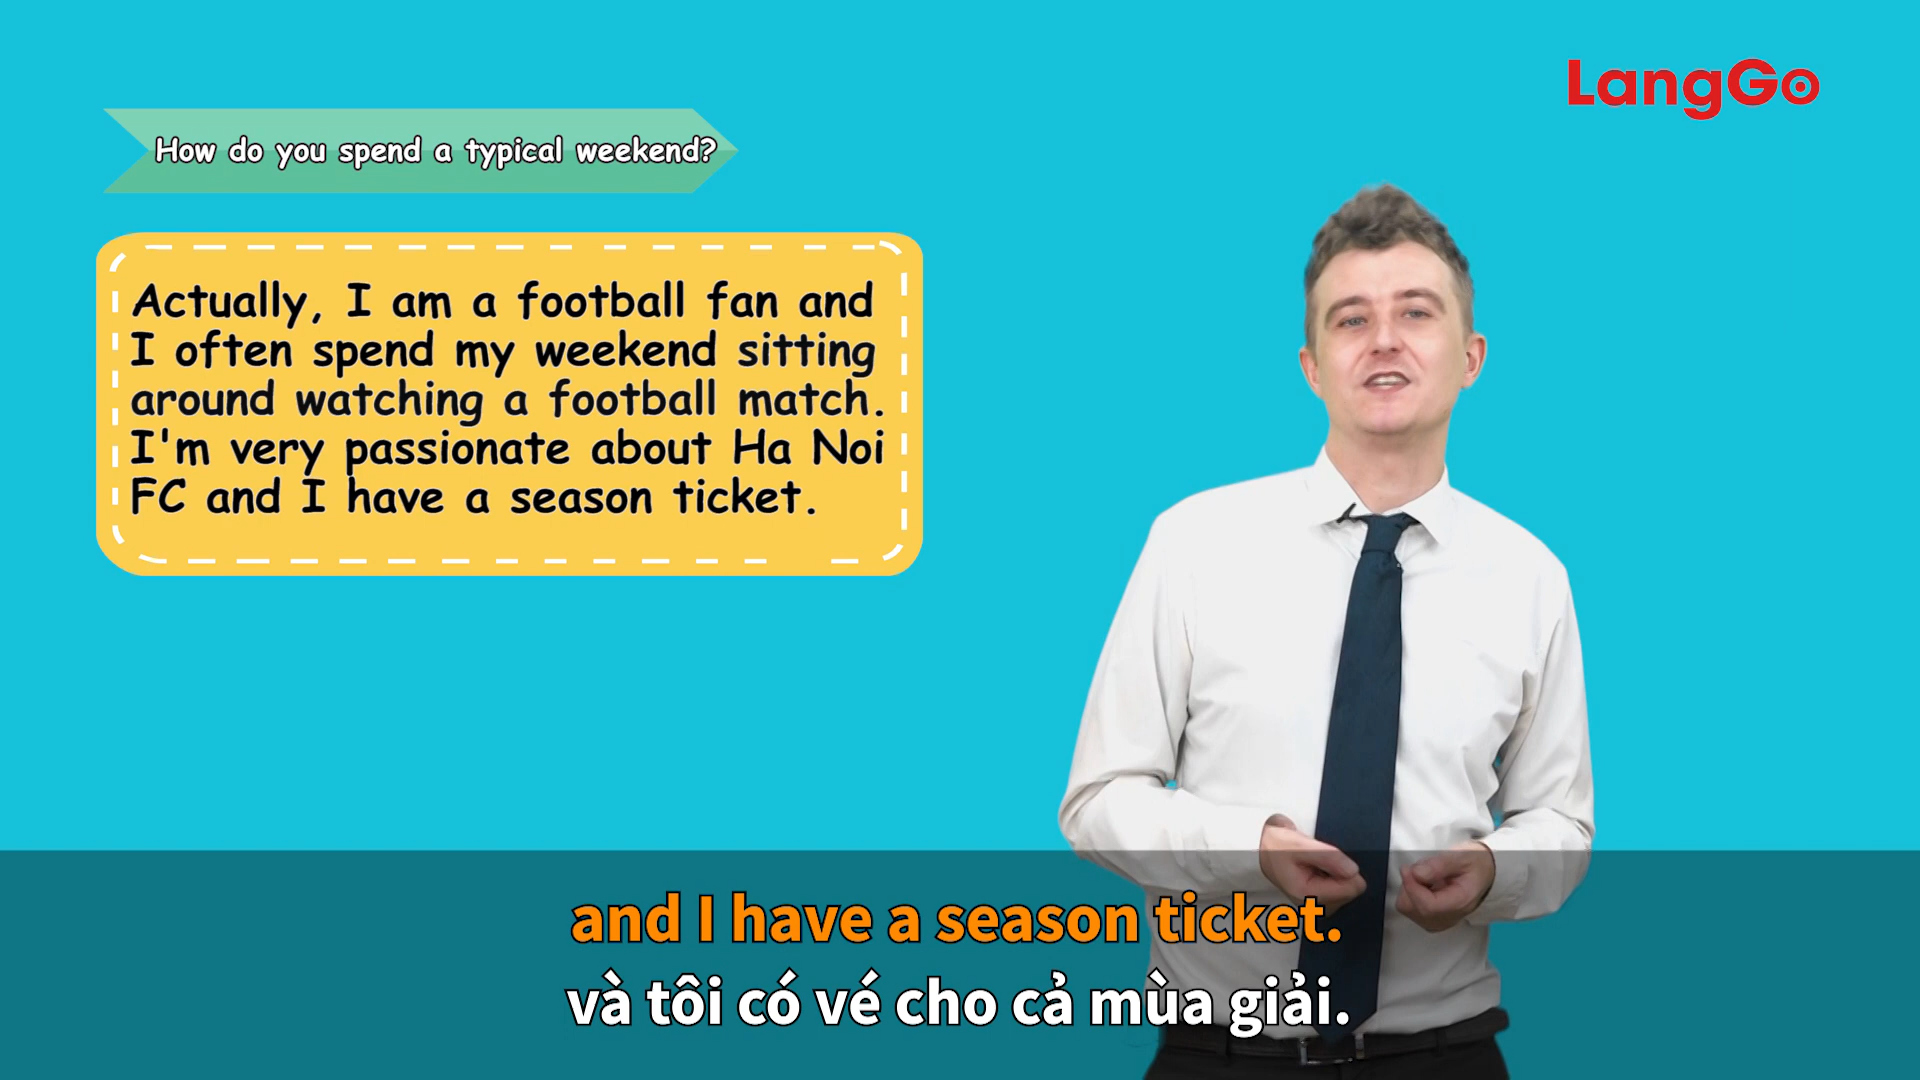 LangGo
How do you spend a typical weekend?
Actually, I am a football fan and
I often spend my weekend sitting
around watching a football match.
I'm very passionate about Ha Noi
FC and I have a season ticket.
and I have a season ticket.
và tôi có vé cho cả mùa giải.